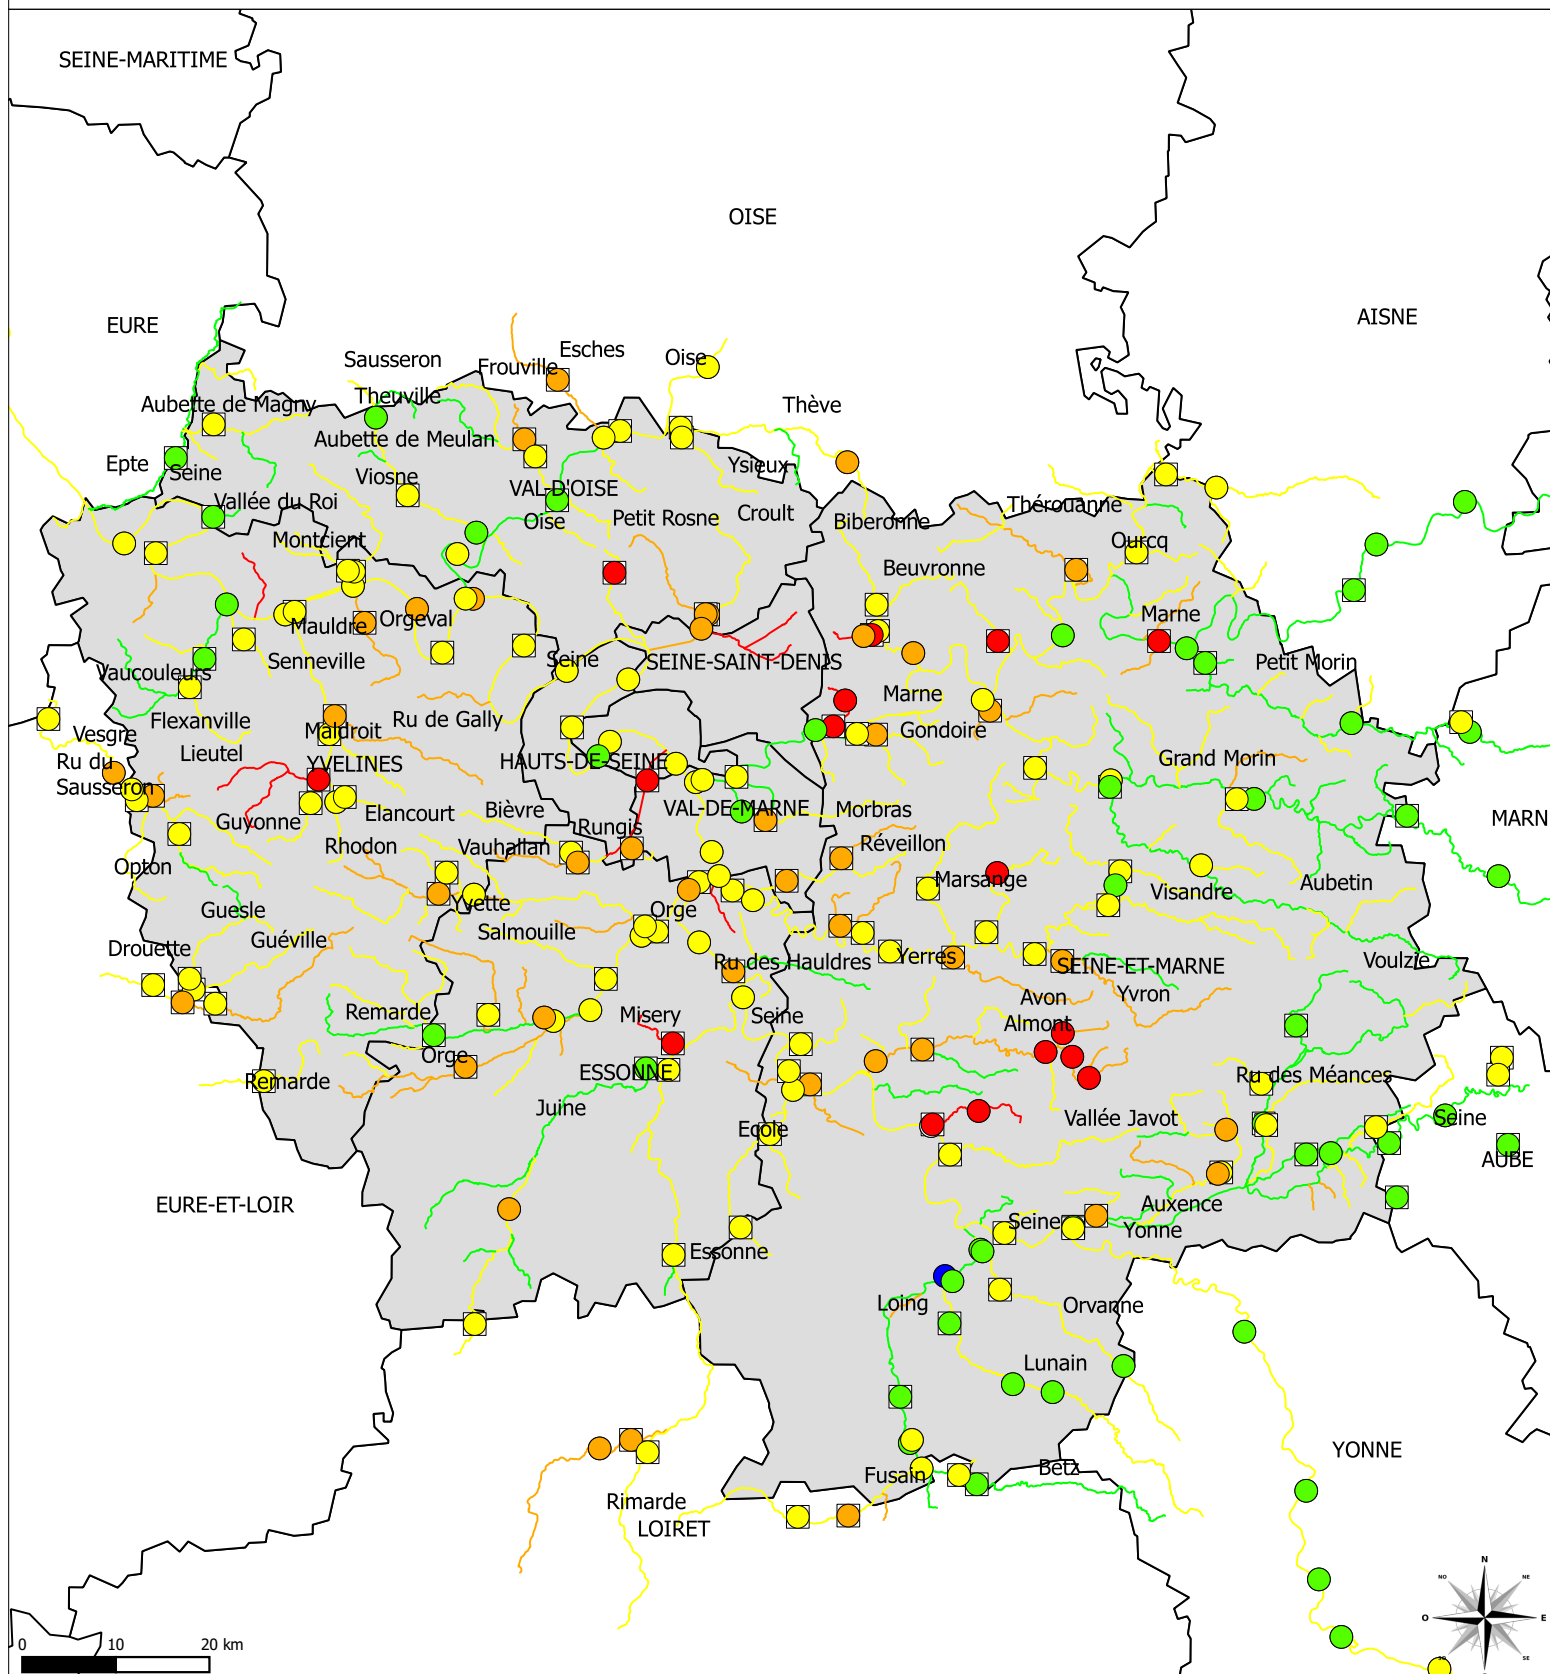 SEINE-MARITIME
OISE
EURE
AISNE
Sausseron
Esches
Oise
Frouville
Theuville
Aubette de Magny
Thève
Aubette de Meulan
Epte
Seine
Viosne
Ysieux
VAL-D'OISE
Vallée du Roi
Oise
Petit Rosne
Croult
Biberonne
Thérouanne
Montcient
Ourcq
Beuvronne
Mauldre
Orgeval
Marne
Senneville
Seine
SEINE-SAINT-DENIS
Petit Morin
Vaucouleurs
Marne
Flexanville
Ru de Gally
Vesgre
Maldroit
Gondoire
Lieutel
Ru du
Sausseron
YVELINES
HAUTS-DE-SEINE
Grand Morin
Guyonne
Elancourt
Bièvre
VAL-DE-MARNE
Morbras
MARN
Rungis
Rhodon
Vauhallan
Réveillon
Opton
Marsange
Visandre
Aubetin
Guesle
Yvette
Orge
Drouette
Guéville
Salmouille
Ru des Hauldres
Yerres
SEINE-ET-MARNE
Voulzie
Avon
Yvron
Remarde
Misery
Seine
Almont
Orge
Remarde
ESSONNE
Ru des Méances
Juine
Ecole
Vallée Javot
Seine
AUBE
EURE-ET-LOIR
Auxence
Seine
Yonne
Essonne
Loing
Orvanne
Lunain
YONNE
Fusain
Betz
Rimarde
LOIRET
N
NO
NE
O
E
SO
SE
0 10 20 km